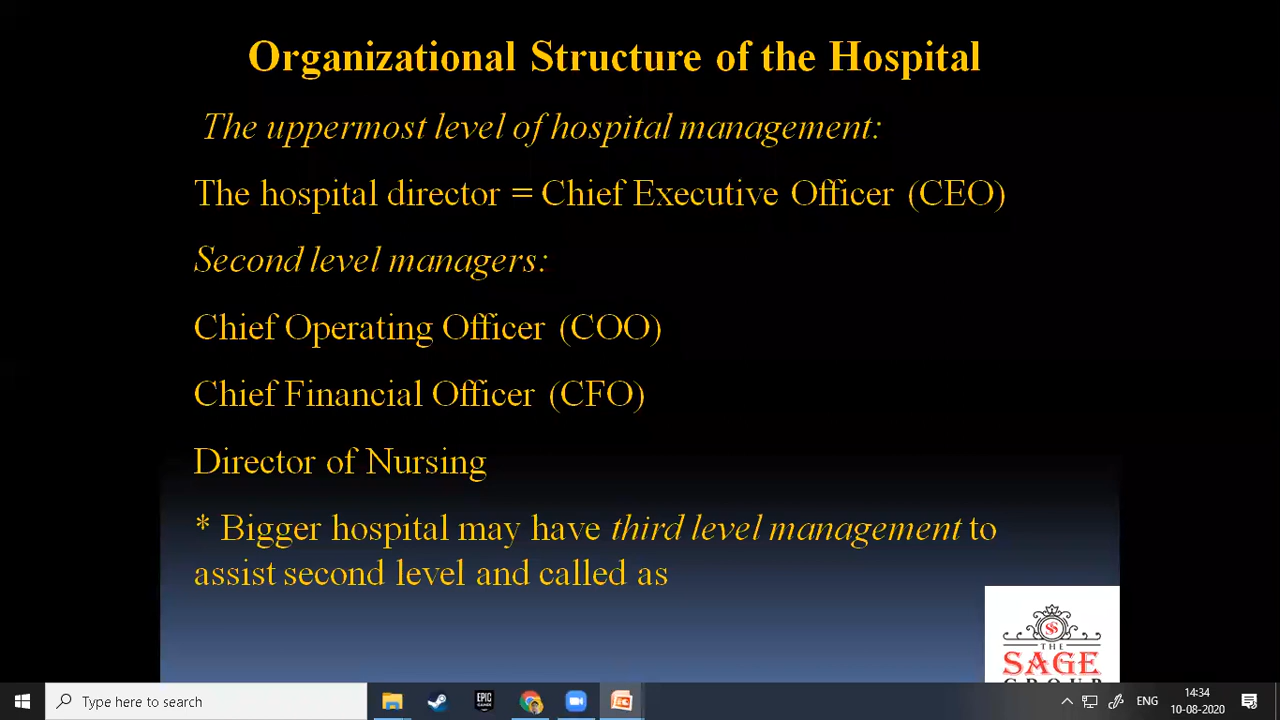 Organizational Structure of the Hospital
The uppermost level of hospital management:
The hospital director = Chief Executive Officer (CEO)
Second level managers:
Chief Operating Officer (COO)
Chief Financial Officer (CFO)
Director of Nursing
* Bigger hospital may have third level management to
assist second level and called as
THE
SAGE
GROUP
Type here to search
EPIC
GAMES
ENG
14:34
10-08-2020